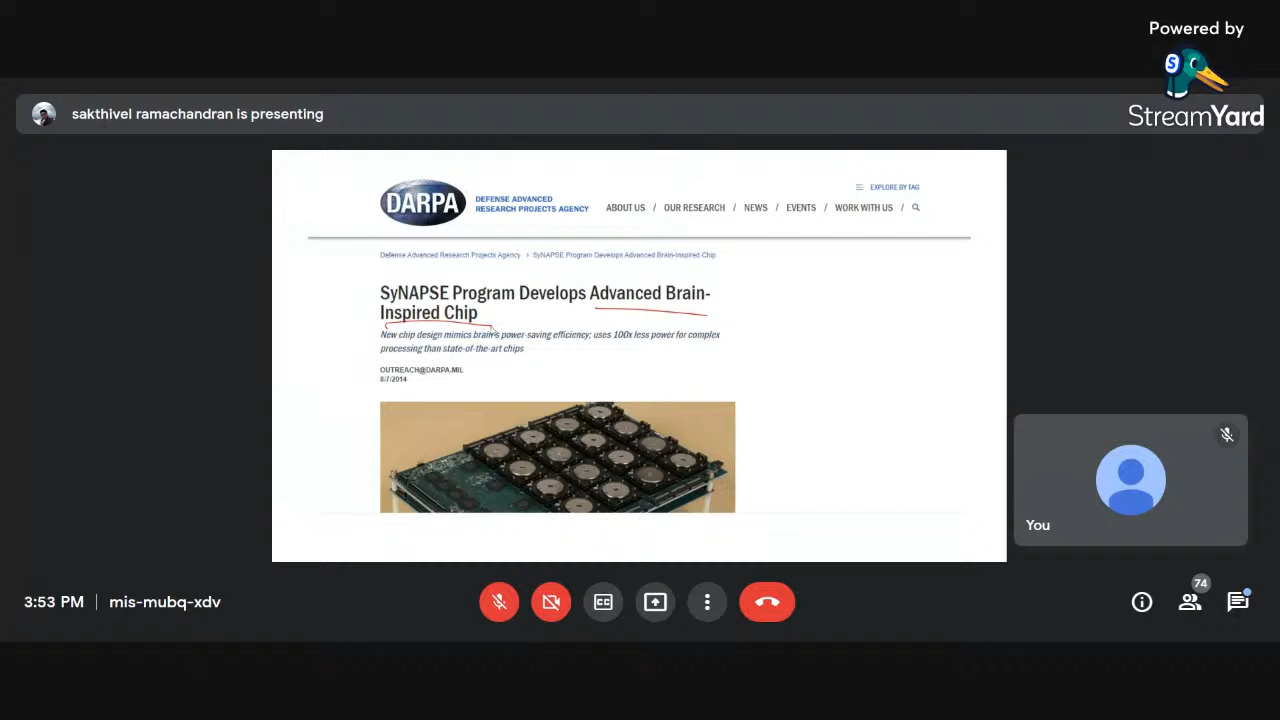 Powered by
S
StreamYard
sakthivel ramachandran is presenting
DARPA
DEFENSE ADVANCED
RESEARCH PROJECTS AGENCY
EXPLORE BY TAG
ABOUT US / OUR RESEARCH / NEWS / EVENTS / WORK WITH US /
Defense Advanced Research Projects Agency › SyNAPSE Program Develops Advanced Brain-Inspired Chip
SyNAPSE Program Develops Advanced Brain-
Inspired Chip
New chip design mimics brain's power-saving efficiency; uses 100x less power for complex
processing than state-of-the-art chips
OUTREACH@DARPA.MIL
8/7/2014
You
3:53 PM | mis-mubq-xdv
CC
74